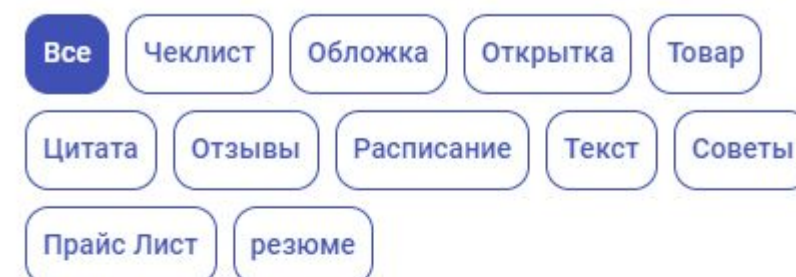 Все Чеклист Обложка Открытка Товар
Цитата Отзывы Расписание Текст Советы
Прайс Лист резюме